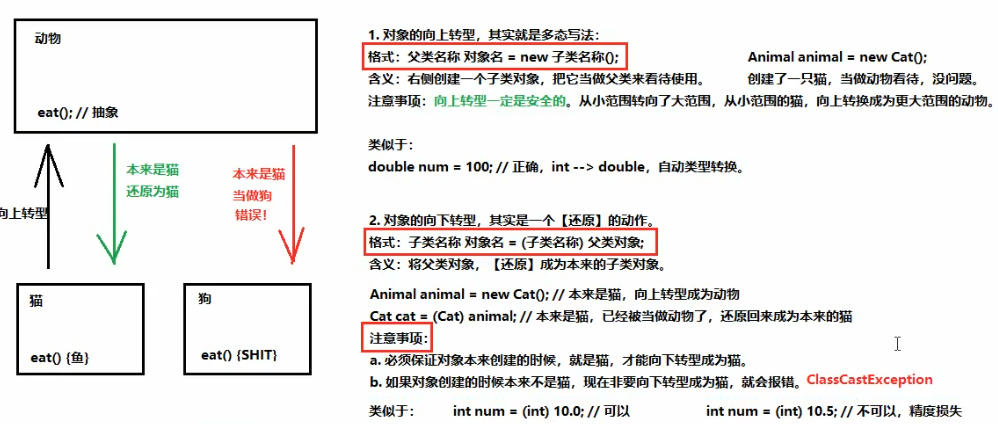 动物
eat(); // 抽象
向上转型
本来是猫
还原为猫
本来是猫
当做狗
错误!
猫
eat() {鱼}
狗
eat() {SHIT}
1. 对象的向上转型，其实就是多态写法：
格式：父类名称 对象名 = new 子类名称();
Animal animal = new Cat();
含义：右侧创建一个子类对象，把它当做父类来看待使用。
创建了一只猫，当做动物看待，没问题。
注意事项：向上转型一定是安全的。从小范围转向了大范围，从小范围的猫，向上转换成为更大范围的动物。
类似于：
double num = 100; // 正确，int --> double，自动类型转换。
2. 对象的向下转型，其实是一个【还原】的动作。
格式：子类名称 对象名 = (子类名称) 父类对象;
含义：将父类对象，【还原】成为本来的子类对象。
Animal animal = new Cat(); // 本来是猫，向上转型成为动物
Cat cat = (Cat) animal; // 本来是猫，已经被当做动物了，还原回来成为本来的猫
注意事项：
a. 必须保证对象本来创建的时候，就是猫，才能向下转型成为猫。
b. 如果对象创建的时候本来不是猫，现在非要向下转型成为猫，就会报错。ClassCastException
类似于： int num = (int) 10.0; // 可以 int num = (int) 10.5; // 不可以，精度损失